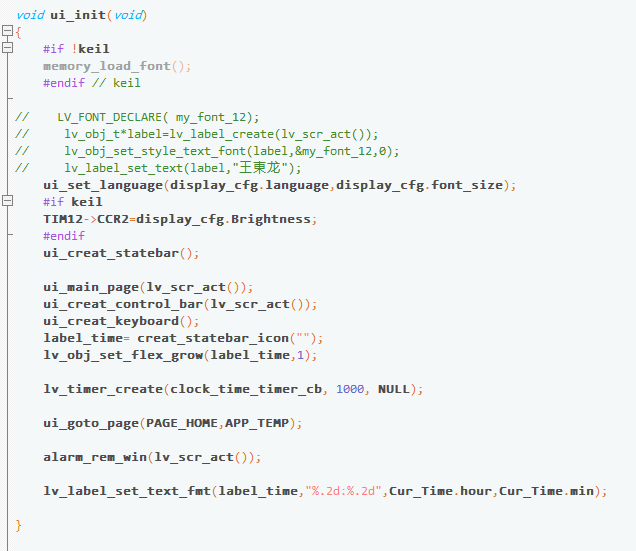 void ui_init(void)
{
    #if !keil
    memory_load_font();
    #endif // keil

//    LV_FONT_DECLARE( my_font_12);
//     lv_obj_t*label=lv_label_create(lv_scr_act());
//     lv_obj_set_style_text_font(label,&my_font_12,0);
//     lv_label_set_text(label,"王東龙");
    ui_set_language(display_cfg.language,display_cfg.font_size);
    #if keil
    TIM12->CCR2=display_cfg.Brightness;
    #endif
    ui_creat_statebar();

    ui_main_page(lv_scr_act());
    ui_creat_control_bar(lv_scr_act());
    ui_creat_keyboard();
    label_time= creat_statebar_icon("");
    lv_obj_set_flex_grow(label_time,1);

    lv_timer_create(clock_time_timer_cb, 1000, NULL);

    ui_goto_page(PAGE_HOME,APP_TEMP);

    alarm_rem_win(lv_scr_act());

    lv_label_set_text_fmt(label_time,"%.2d:%.2d",Cur_Time.hour,Cur_Time.min);

}